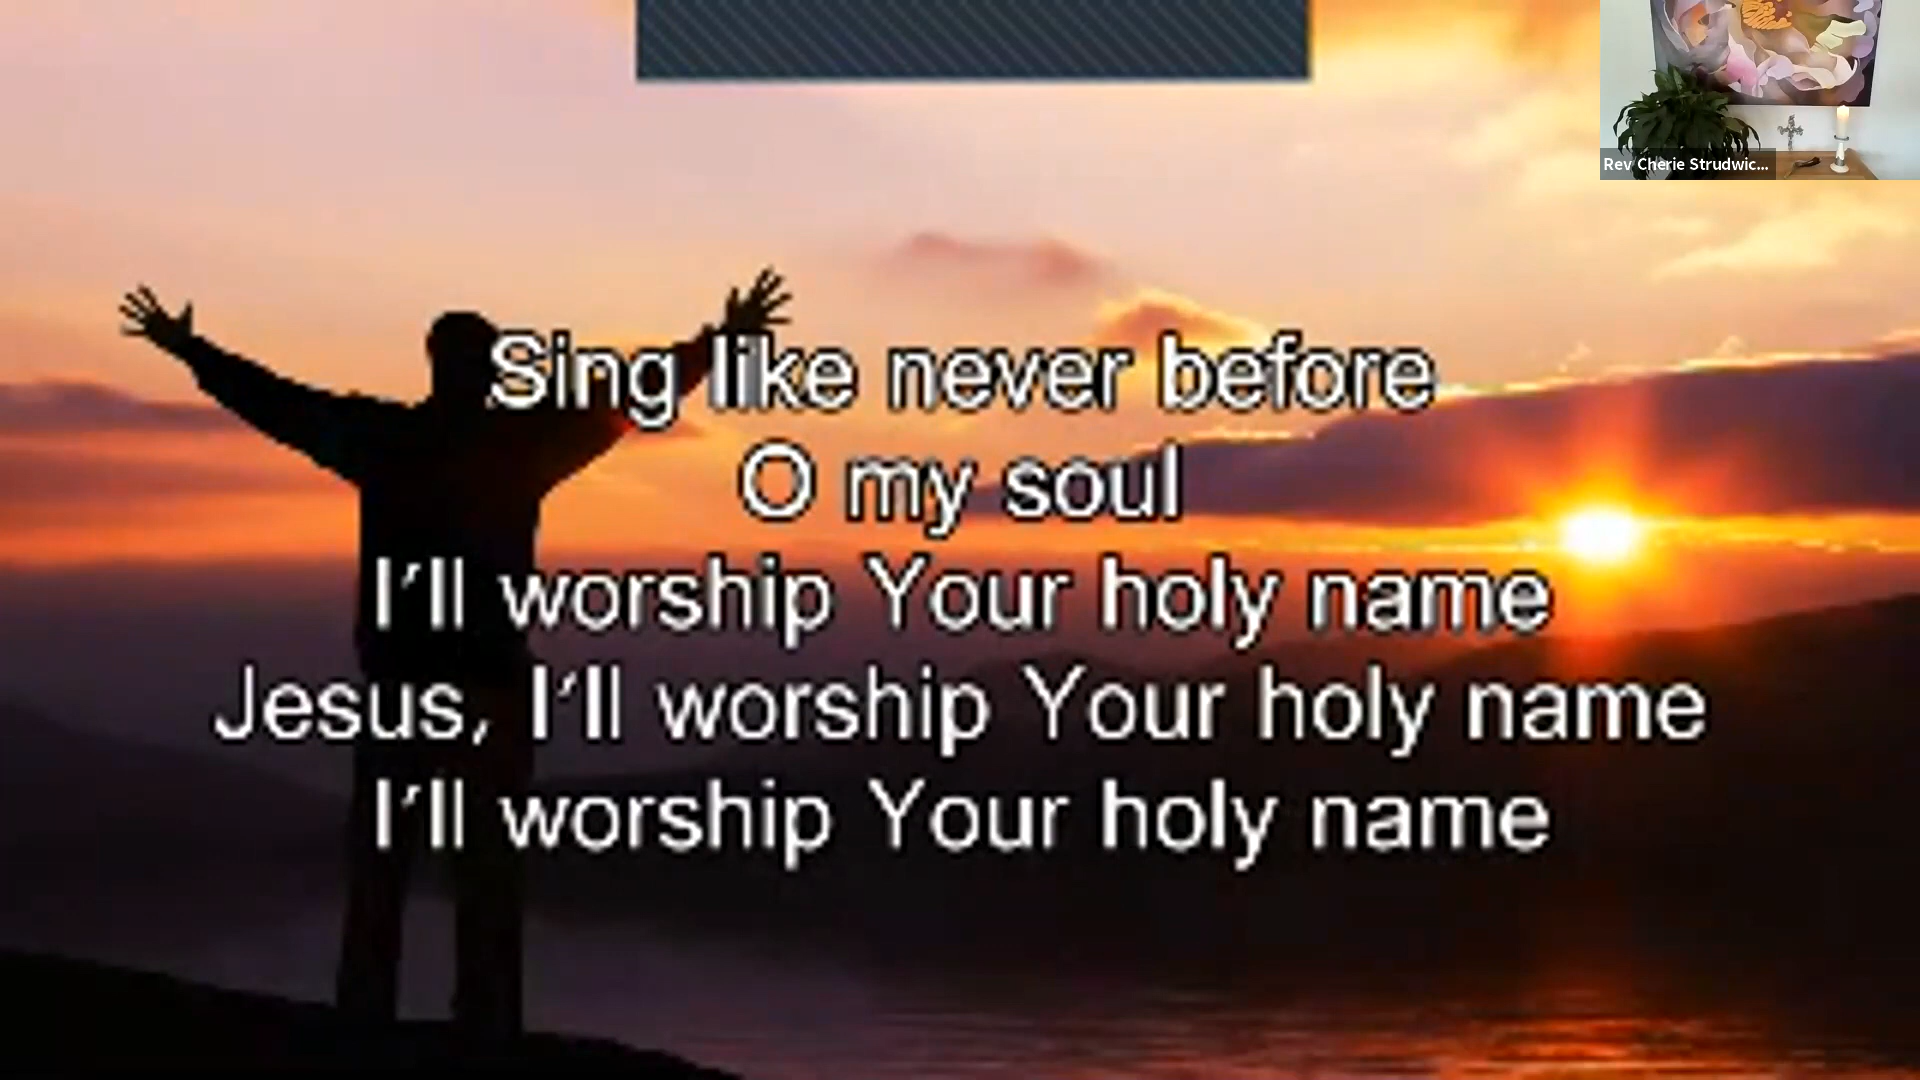 Rev Cherie Strudwic...
Sing like never before
O my soul
I'll worship Your holy name
Jesus, I'll worship Your holy name
I'll worship Your holy name